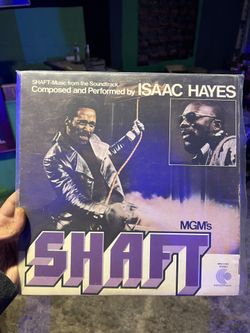 SHAFT-Music from the Soundtrack
Composed and Performed by ISAAC HAYES
MGM's
SHAFT